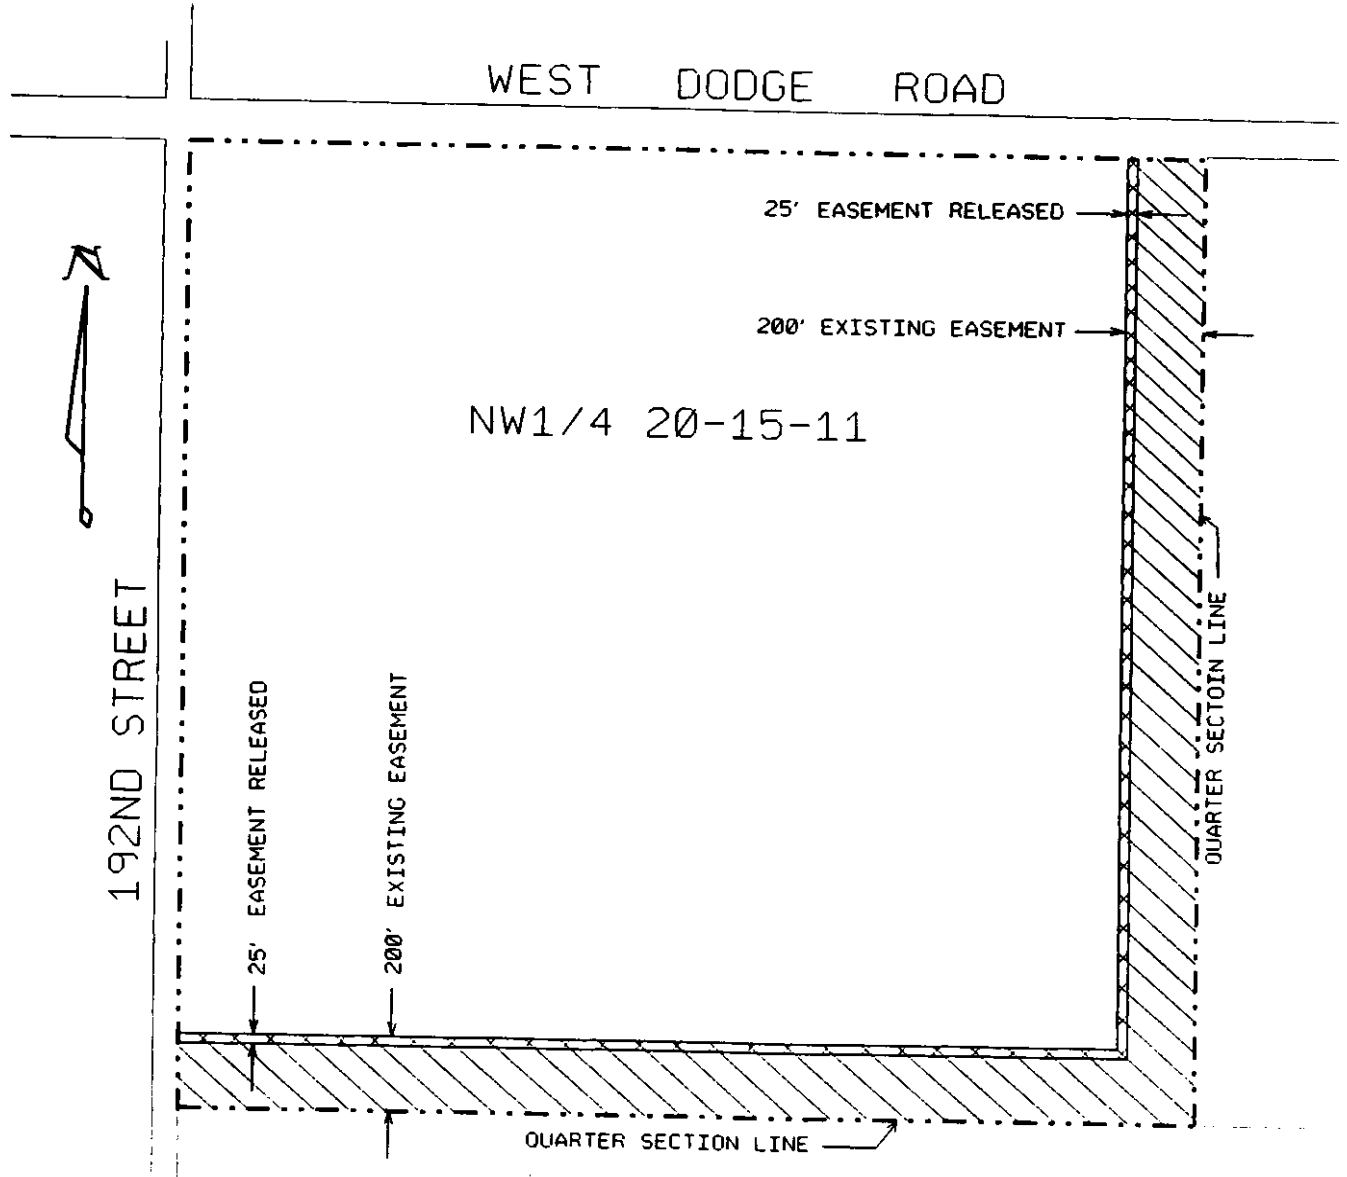 WEST DODGE ROAD
25' EASEMENT RELEASED
200' EXISTING EASEMENT
NW1/4 20-15-11
N
192ND STREET
25' EASEMENT RELEASED
200' EXISTING EASEMENT
QUARTER SECTOIN LINE
QUARTER SECTION LINE